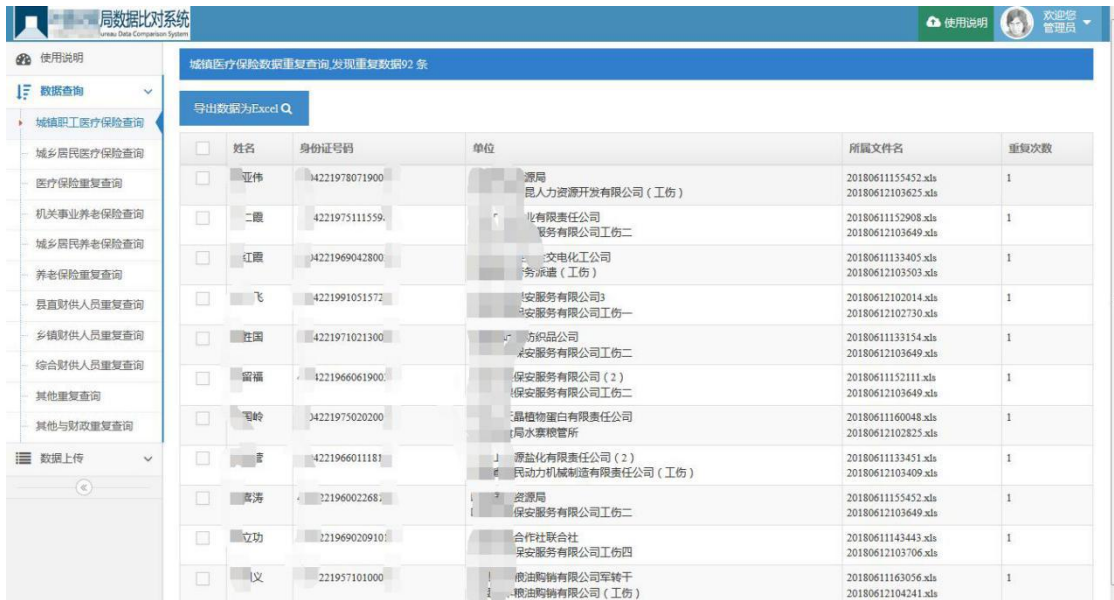 局数据比对系统
ureau Data Comparison System
使用说明
欢迎您
管理员
使用说明
数据查询
城镇职工医疗保险查询
城乡居民医疗保险查询
医疗保险重复查询
机关事业养老保险查询
城乡居民养老保险查询
养老保险重复查询
县直财供人员重复查询
乡镇财供人员重复查询
综合财供人员重复查询
其他重复查询
其他与财政重复查询
数据上传
城镇医疗保险数据重复查询,发现重复数据92 条
导出数据为Excel
姓名 身份证号码 单位 所属文件名 重复次数
亚伟 04221978071900 源局 20180611155452.xls 1
昆人力资源开发有限公司（工伤） 20180612103625.xls
仁霞 4221975111559 业有限责任公司 20180611152908.xls 1
服务有限公司工伤二 20180612103649.xls
红霞 04221969042800 交电化工公司 20180611133405.xls 1
劳务派遣（工伤） 20180612103503.xls
飞 4221991051572 保安服务有限公司3 20180612102014.xls 1
保安服务有限公司工伤一 20180612102730.xls
胜国 4221971021300 纺织品公司 20180611133154.xls 1
保安服务有限公司工伤二 20180612103649.xls
留福 4221966061900 保安服务有限公司（2） 20180611152111.xls 1
保安服务有限公司工伤二 20180612103649.xls
国岭 04221975020200 晶植物蛋白有限责任公司 20180611160048.xls 1
局水寨粮管所 20180612102825.xls
4221966011181 源盐化有限责任公司（2） 20180611133451.xls 1
民动力机械制造有限责任公司（工伤） 20180612103409.xls
喜涛 221960022681 资源局 20180611155452.xls 1
保安服务有限公司工伤二 20180612103649.xls
立功 221969020910 合作社联合社 20180611143443.xls 1
保安服务有限公司工伤四 20180612103706.xls
义 221957101000 粮油购销有限公司军转干 20180611163056.xls 1
粮油购销有限公司（工伤） 20180612104241.xls